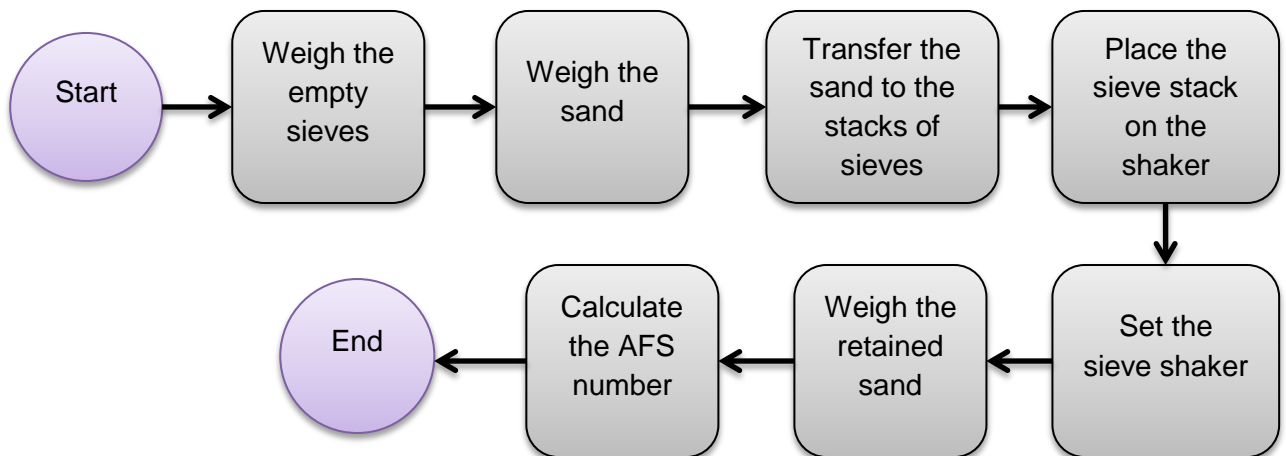 Start
Weigh the
empty
sieves
Weigh the
sand
Transfer the
sand to the
stacks of
sieves
Place the
sieve stack
on the
shaker
Set the
sieve shaker
Weigh the
retained
sand
Calculate
the AFS
number
End